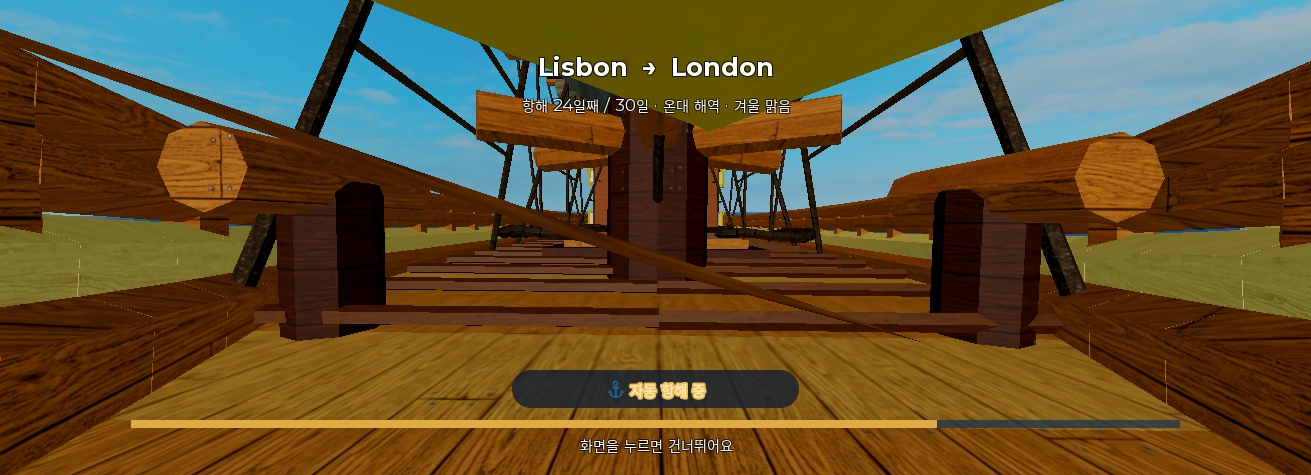 Lisbon → London
항해 24일째 / 30일 · 온대 해역 · 겨울 맑음
⚓ 자동 항해 중
화면을 누르면 건너뛰어요